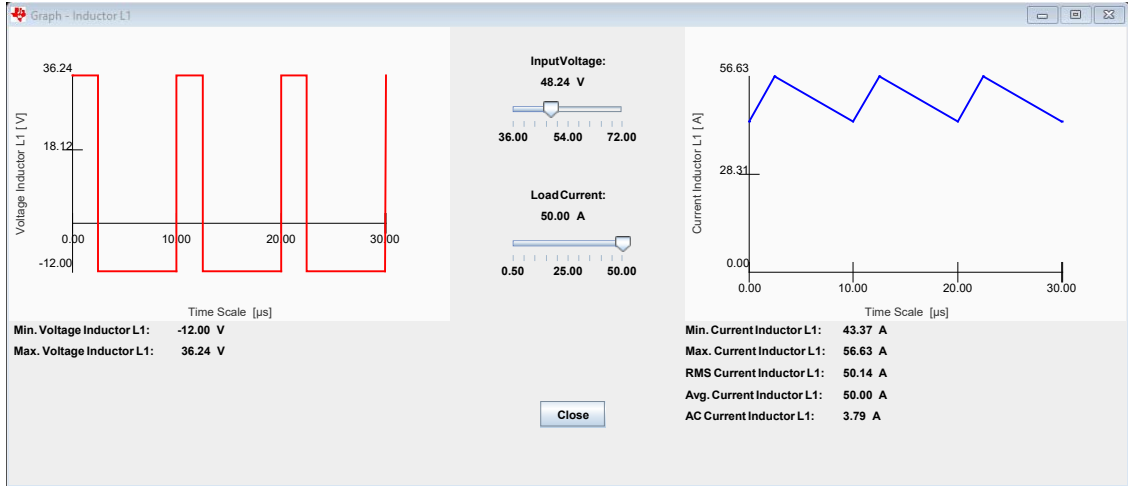 Graph - Inductor L1
36.24
18.12
-12.00
0.00
10.00
20.00
30.00
Voltage Inductor L1 [ V]
Time Scale [µs]
Min. Voltage Inductor L1: -12.00 V
Max. Voltage Inductor L1: 36.24 V
Input Voltage:
48.24 V
36.00 54.00 72.00
Load Current:
50.00 A
0.50 25.00 50.00
Close
56.63
28.31
0.00
0.00 10.00 20.00 30.00
Current Inductor L1 [ A]
Time Scale [µs]
Min. Current Inductor L1: 43.37 A
Max. Current Inductor L1: 56.63 A
RMS Current Inductor L1: 50.14 A
Avg. Current Inductor L1: 50.00 A
AC Current Inductor L1: 3.79 A